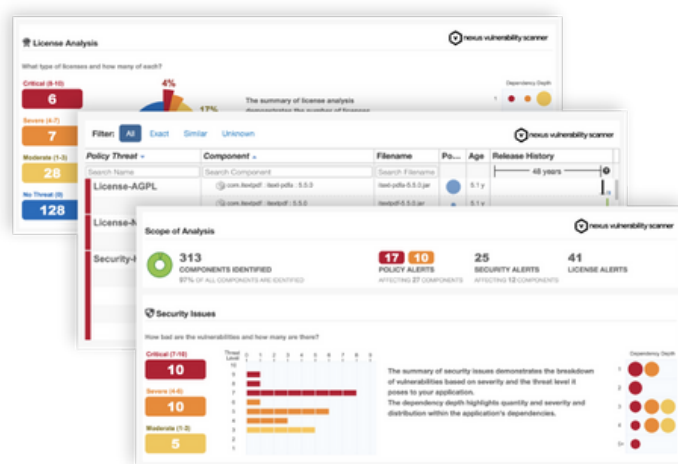 License Analysis
nexus vulnerability scanner
What type of licenses and how many of each?
Critical (8-10)
6
Severe (4-7)
7
Moderate (1-3)
28
No Threat (0)
128
4%
17%
The summary of license analysis
demonstrates the number of licenses
Dependency Depth
1
Filter: All Exact Similar Unknown
nexus vulnerability scanner
Policy Threat Component Filename Po... Age Release History
Search Name Search Component Search Filename 48 years
License-AGPL com.itextpdf : itext-pdfa : 5.5.0 itext-pdfa-5.5.0.jar 5.1 y
com.itextpdf : itextpdf : 5.5.0 itextpdf-5.5.0.jar 5.1 y
Scope of Analysis
nexus vulnerability scanner
313
COMPONENTS IDENTIFIED
97% OF ALL COMPONENTS ARE IDENTIFIED
17 10
POLICY ALERTS
AFFECTING 27 COMPONENTS
25
SECURITY ALERTS
AFFECTING 12 COMPONENTS
41
LICENSE ALERTS
Security Issues
How bad are the vulnerabilities and how many are there?
Critical (7-10)
10
Severe (4-6)
10
Moderate (1-3)
5
Threat Level
0 1 2 3 4 5 6 7 8 9
10
9
8
7
6
5
4
3
2
1
The summary of security issues demonstrates the breakdown
of vulnerabilities based on severity and the threat level it
poses to your application.
The dependency depth highlights quantity and severity and
distribution within the application's dependencies.
Dependency Depth
1
2
3
4
5+